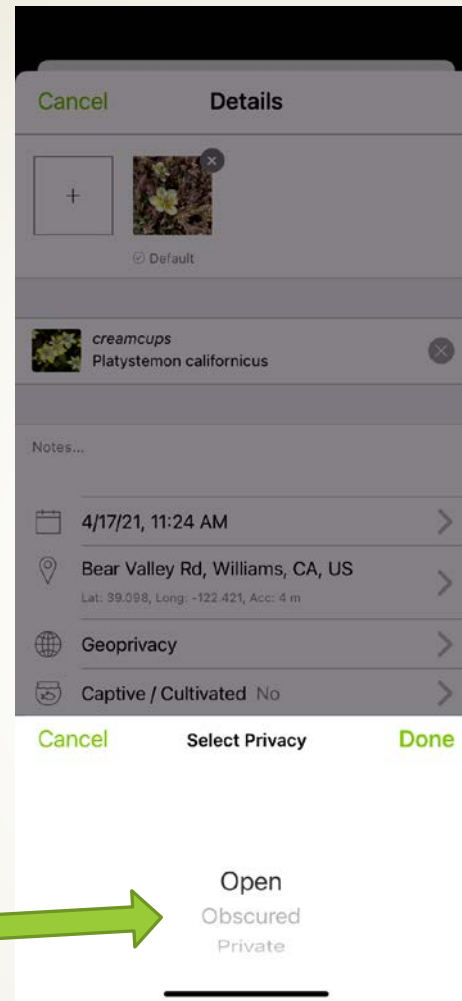 Cancel Details
+
Default
creamcups
Platystemon californicus
Notes...
4/17/21, 11:24 AM
Bear Valley Rd, Williams, CA, US
Lat: 39.098, Long: -122.421, Acc: 4 m
Geoprivacy
Captive / Cultivated No
Cancel Select Privacy Done
Open
Obscured
Private